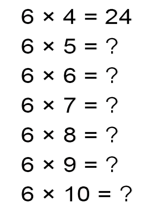 6 × 4 = 24
6 × 5 = ?
6 × 6 = ?
6 × 7 = ?
6 × 8 = ?
6 × 9 = ?
6 × 10 = ?